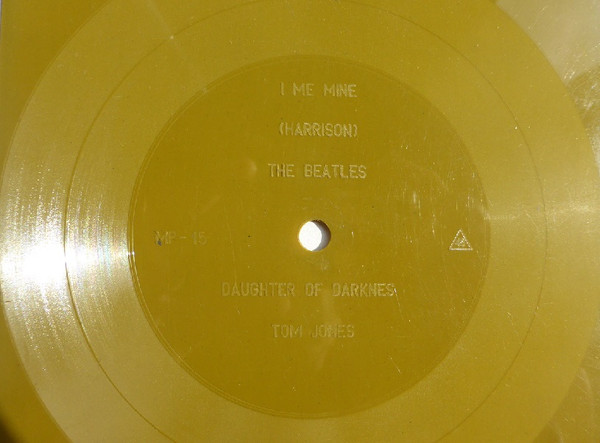 I ME MINE
(HARRISON)
THE BEATLES
MP-15
DAUGHTER OF DARKNES
TOM JONES